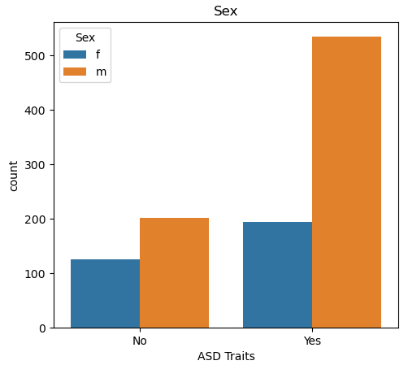 Sex
Sex
f
m
count
500
400
300
200
100
0
No
Yes
ASD Traits